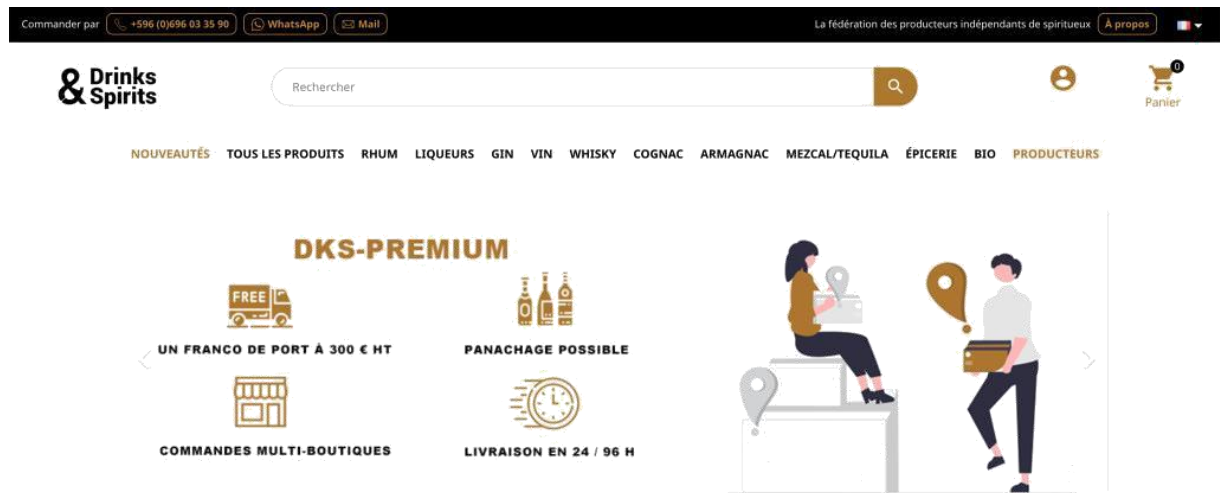 Commander par +596 (0)696 03 35 90 WhatsApp Mail La fédération des producteurs indépendants de spiritueux À propos
& Drinks
Spirits
Rechercher
0
Panier
NOUVEAUTÉS TOUS LES PRODUITS RHUM LIQUEURS GIN VIN WHISKY COGNAC ARMAGNAC MEZCAL/TEQUILA ÉPICERIE BIO PRODUCTEURS
DKS-PREMIUM
FREE
UN FRANCO DE PORT À 300 € HT
PANACHAGE POSSIBLE
COMMANDES MULTI-BOUTIQUES
LIVRAISON EN 24 / 96 H